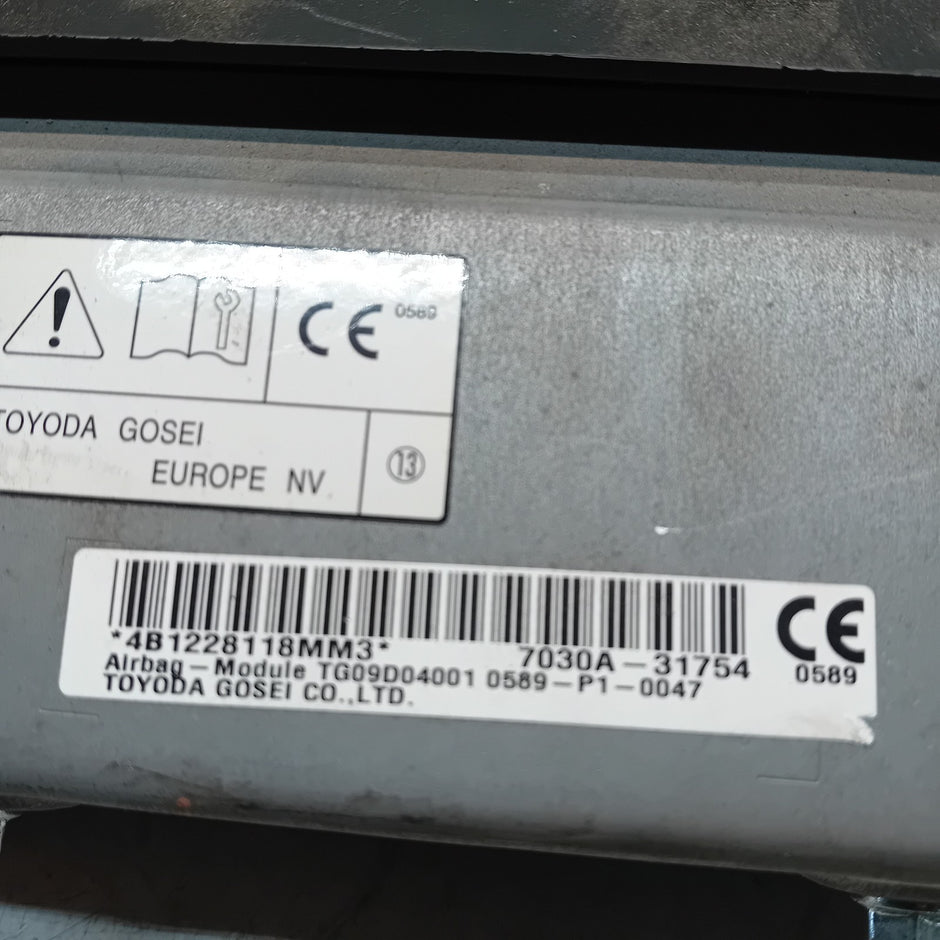 CE 0589
TOYODA GOSEI
EUROPE NV
⑬
*4B1228118MM3* 7030A-31754
Airbag-Module TG09D04001 0589-P1-0047
TOYODA GOSEI CO.,LTD.
CE
0589